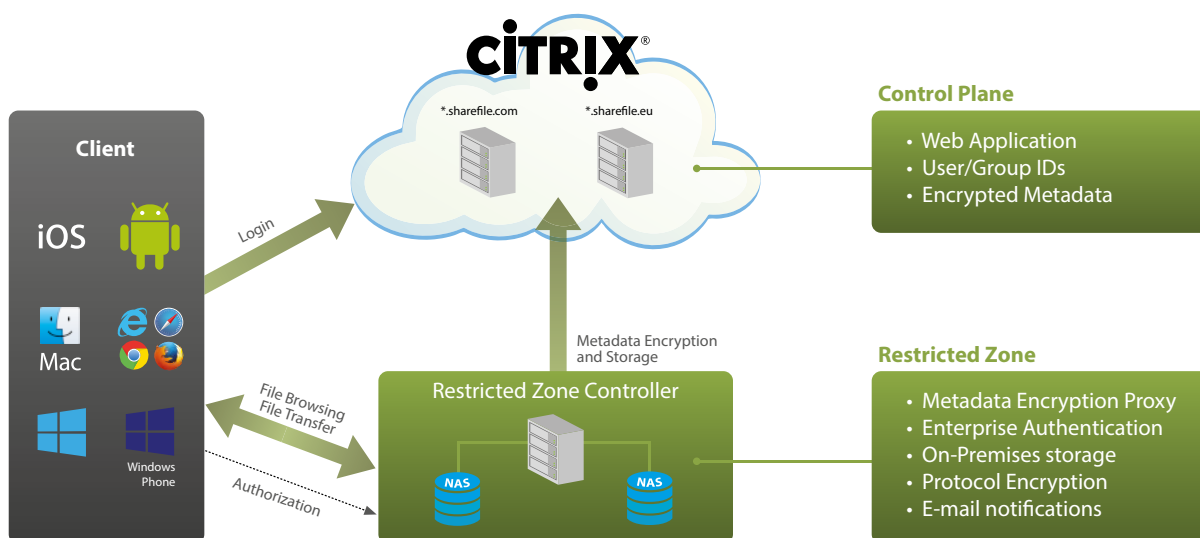 CiTRIX®
*.sharefile.com
*.sharefile.eu
Client
iOS
Mac
Windows
Phone
Login
File Browsing
File Transfer
Authorization
Metadata Encryption
and Storage
Restricted Zone Controller
NAS
NAS
Control Plane
• Web Application
• User/Group IDs
• Encrypted Metadata
Restricted Zone
• Metadata Encryption Proxy
• Enterprise Authentication
• On-Premises storage
• Protocol Encryption
• E-mail notifications